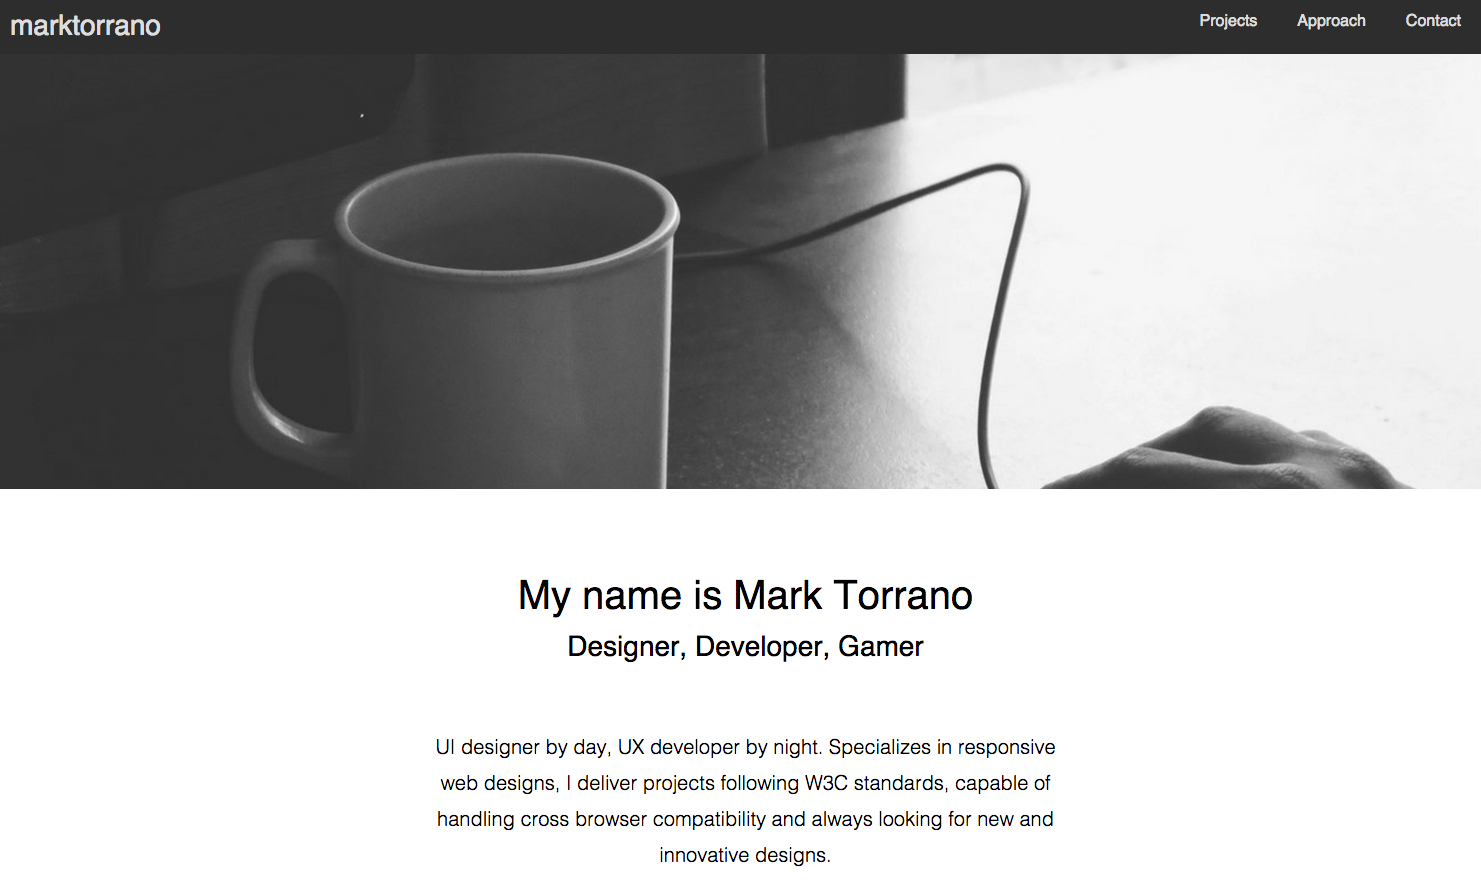 marktorrano
Projects Approach Contact
My name is Mark Torrano
Designer, Developer, Gamer
UI designer by day, UX developer by night. Specializes in responsive
web designs, I deliver projects following W3C standards, capable of
handling cross browser compatibility and always looking for new and
innovative designs.